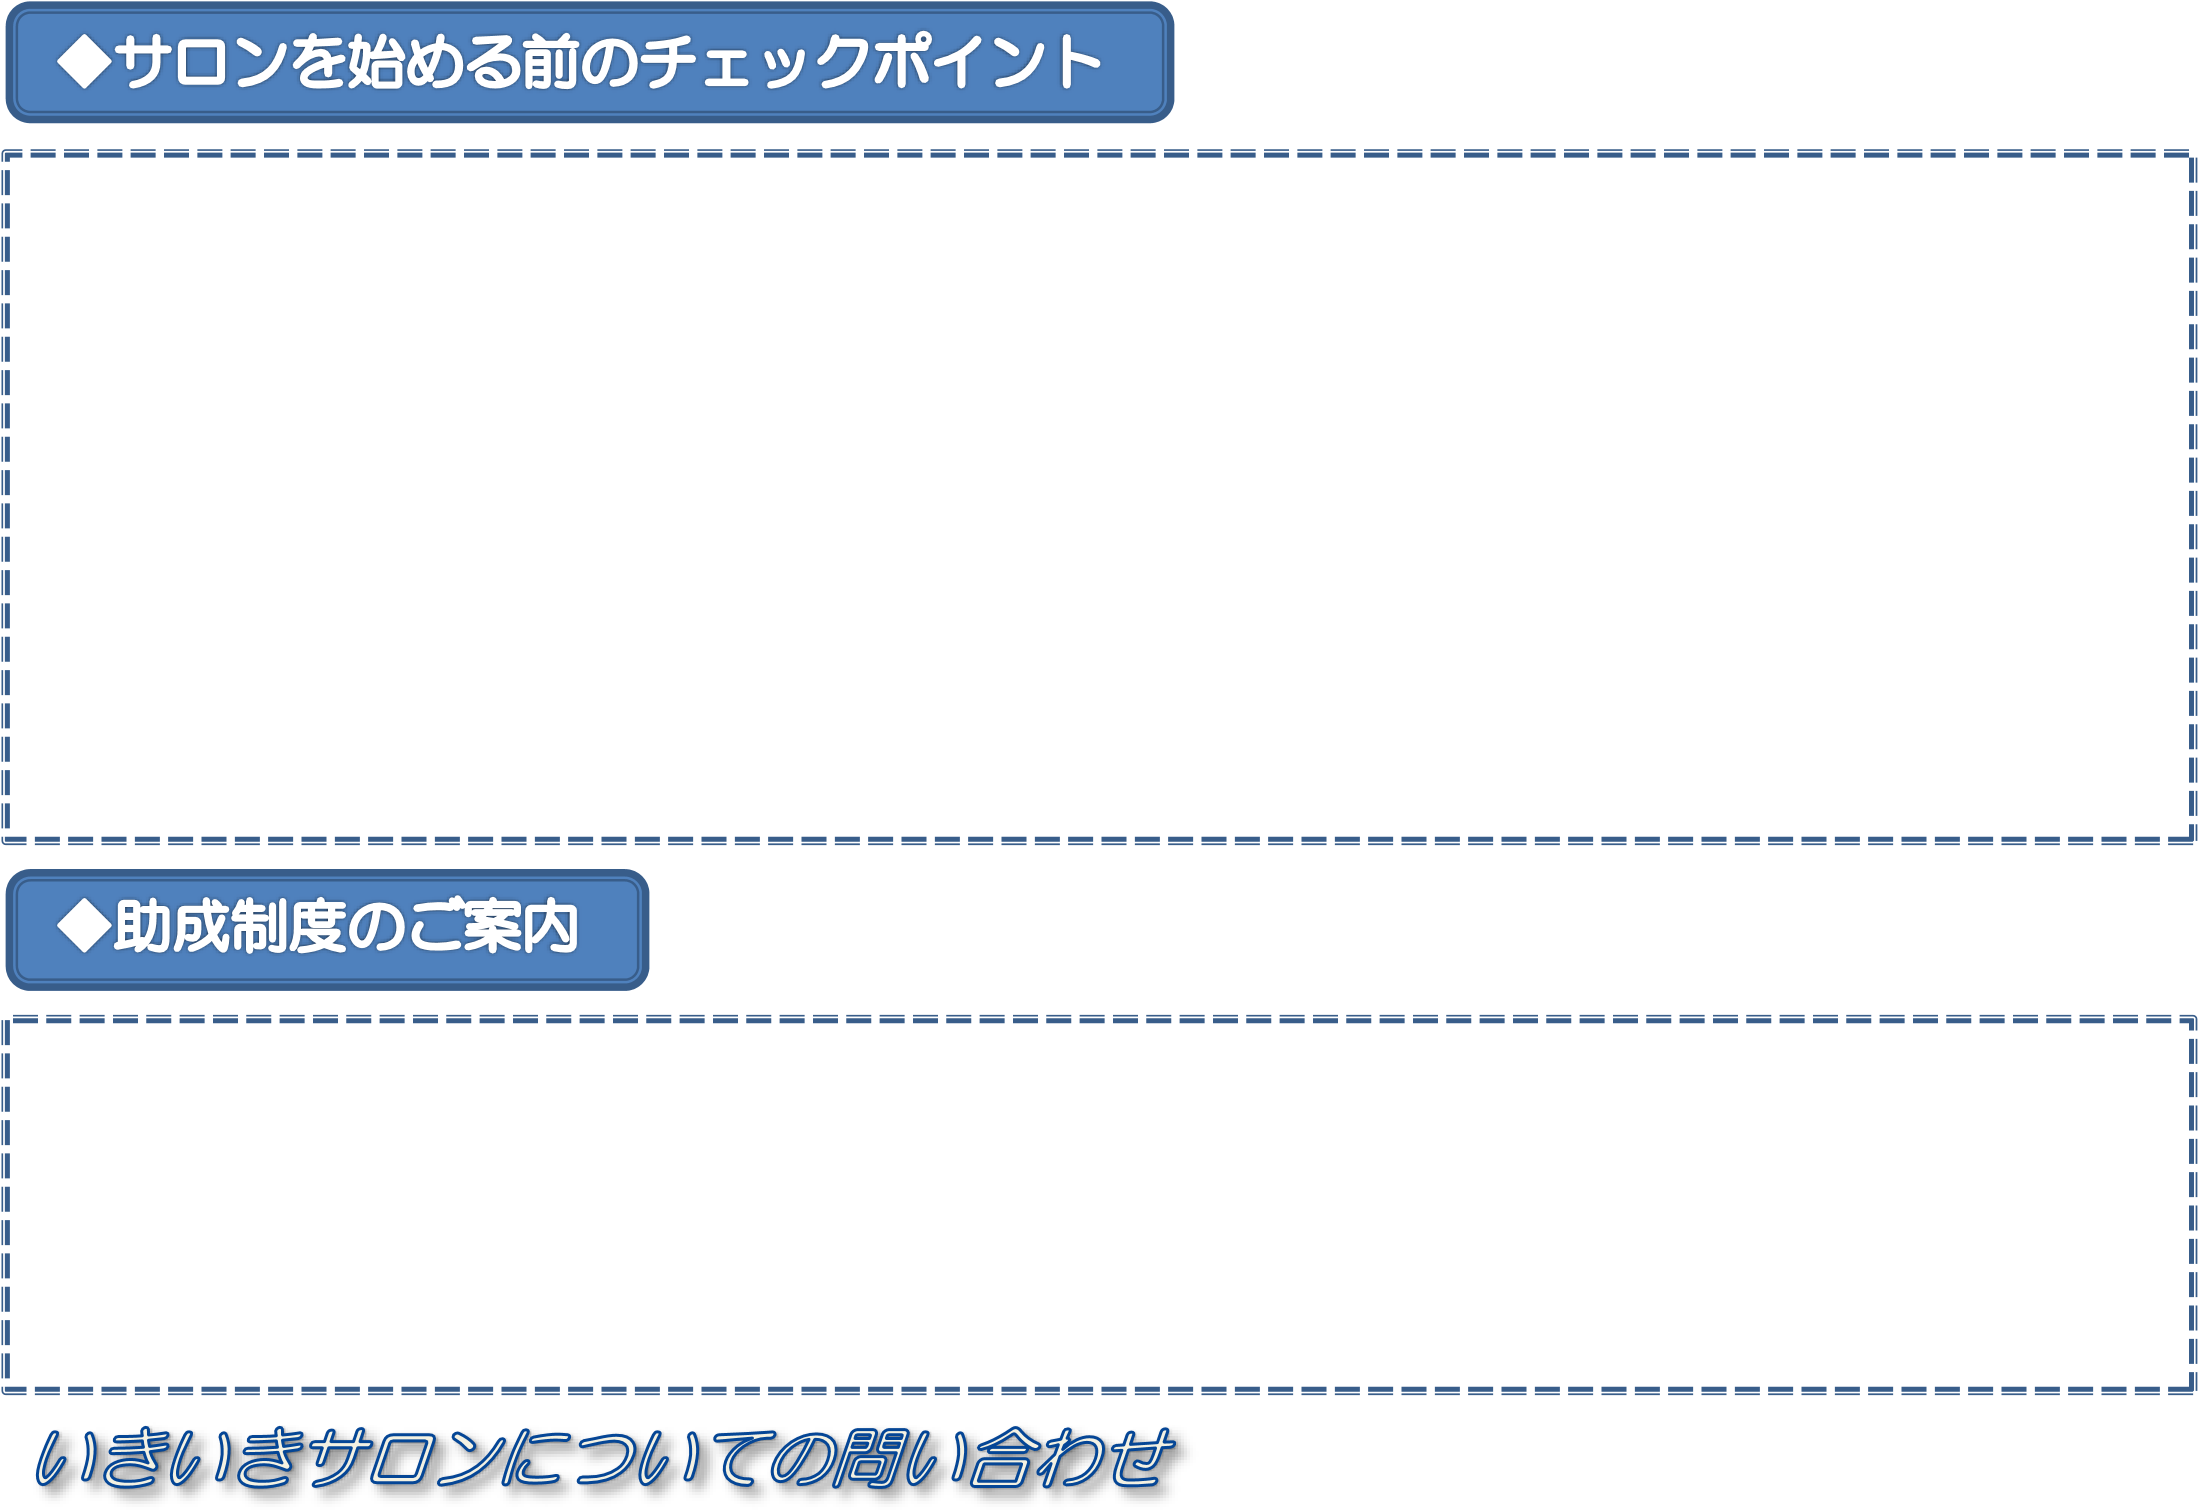 ◆サロンを始める前のチェックポイント
◆助成制度のご案内
いきいきサロンについての問い合わせ